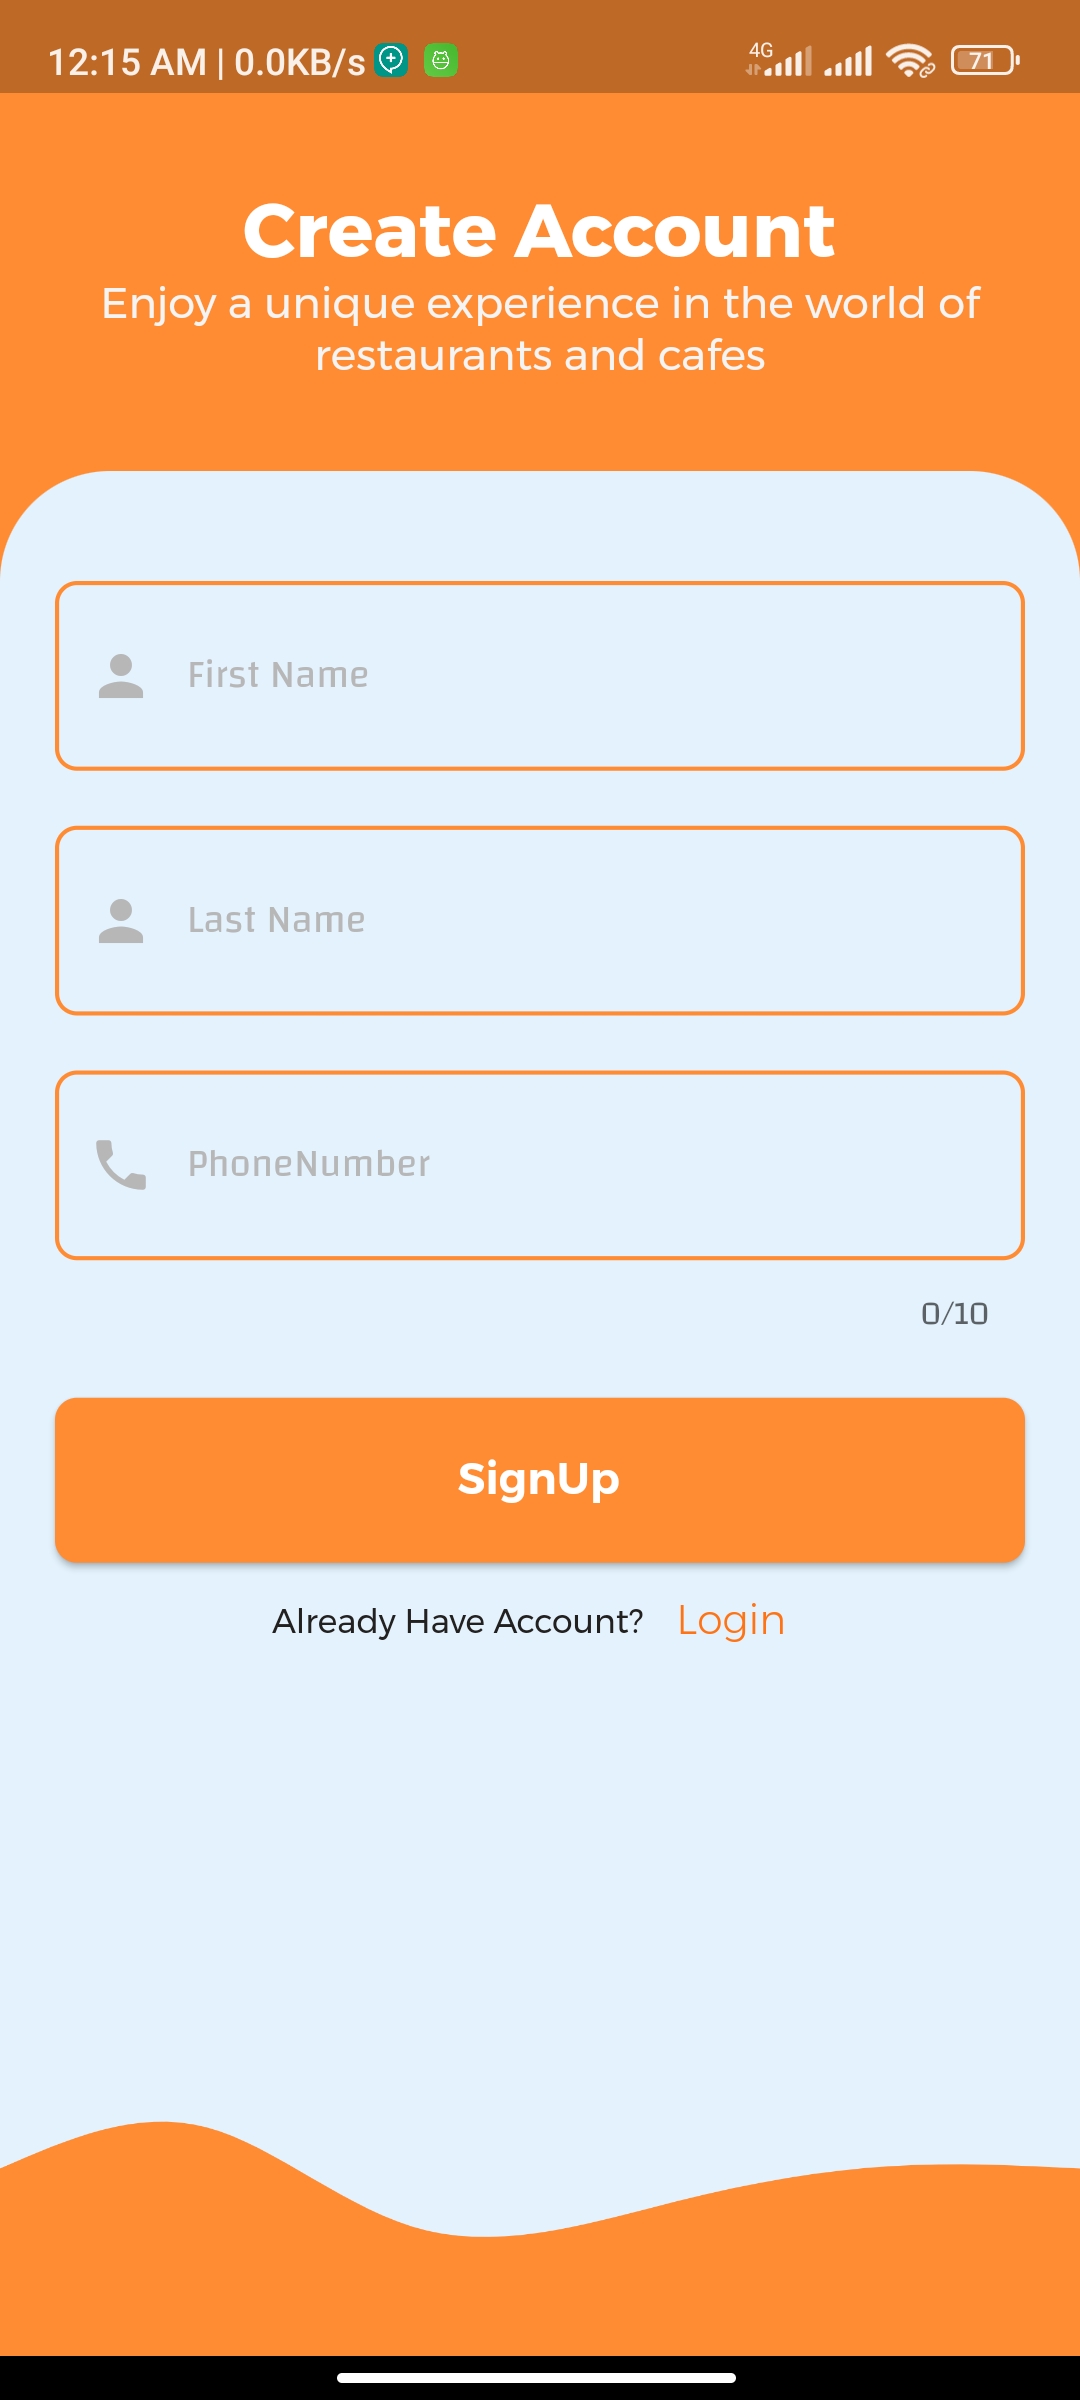 12:15 AM | 0.0KB/s 4G 71
Create Account
Enjoy a unique experience in the world of
restaurants and cafes
First Name
Last Name
PhoneNumber
0/10
SignUp
Already Have Account? Login